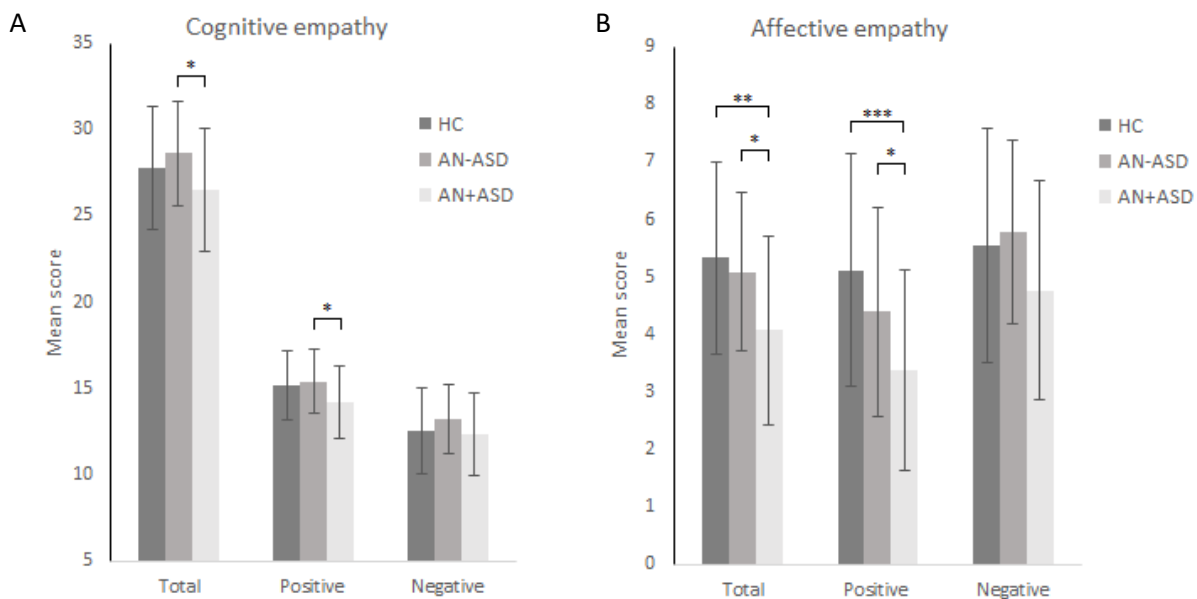 A
Cognitive empathy
Mean score
35
30
25
20
15
10
5
*
*
HC
AN-ASD
AN+ASD
Total Positive Negative
B
Affective empathy
Mean score
9
8
7
6
5
4
3
2
1
0
**
*
***
*
HC
AN-ASD
AN+ASD
Total Positive Negative